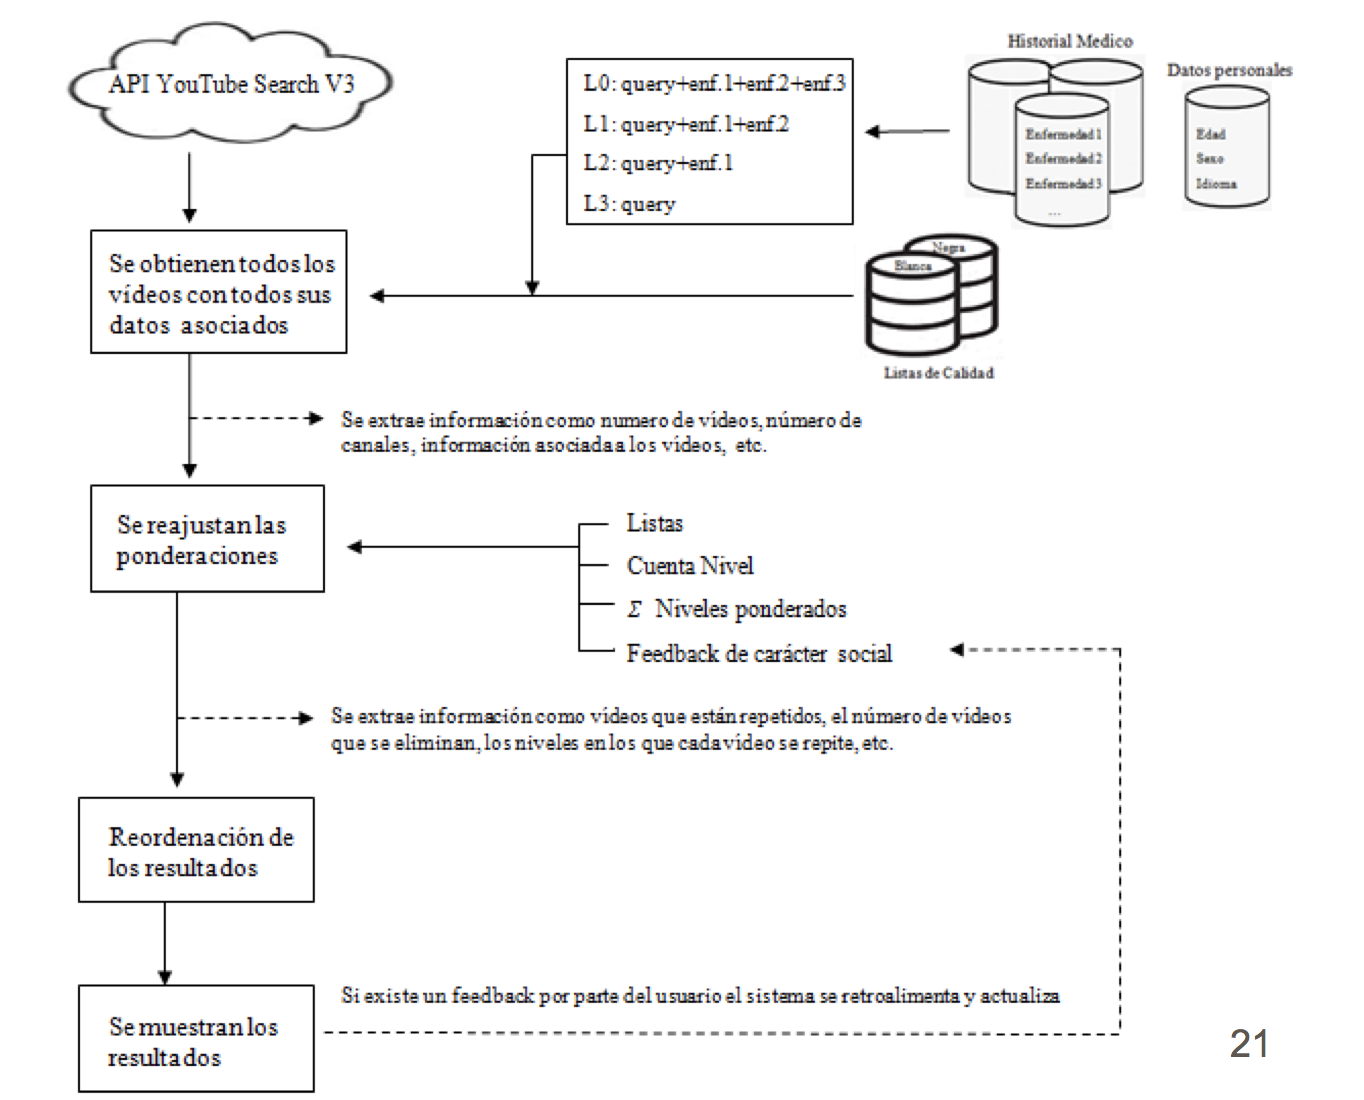 API YouTube Search V3
L0: query+enf.1+enf.2+enf.3
L1: query+enf.1+enf.2
L2: query+enf.1
L3: query
Historial Medico
Enfermedad 1
Enfermedad 2
Enfermedad 3
...
Datos personales
Edad
Sexo
Idioma
Negra
Blanca
Listas de Calidad
Se obtienen todos los
vídeos con todos sus
datos asociados
Se extrae información como numero de vídeos, número de
canales, información asociada a los vídeos, etc.
Se reajustan las
ponderaciones
Listas
Cuenta Nivel
Σ Niveles ponderados
Feedback de carácter social
Se extrae información como vídeos que están repetidos, el número de vídeos
que se eliminan, los niveles en los que cada vídeo se repite, etc.
Reordenación de
los resultados
Si existe un feedback por parte del usuario el sistema se retroalimenta y actualiza
Se muestran los
resultados
21